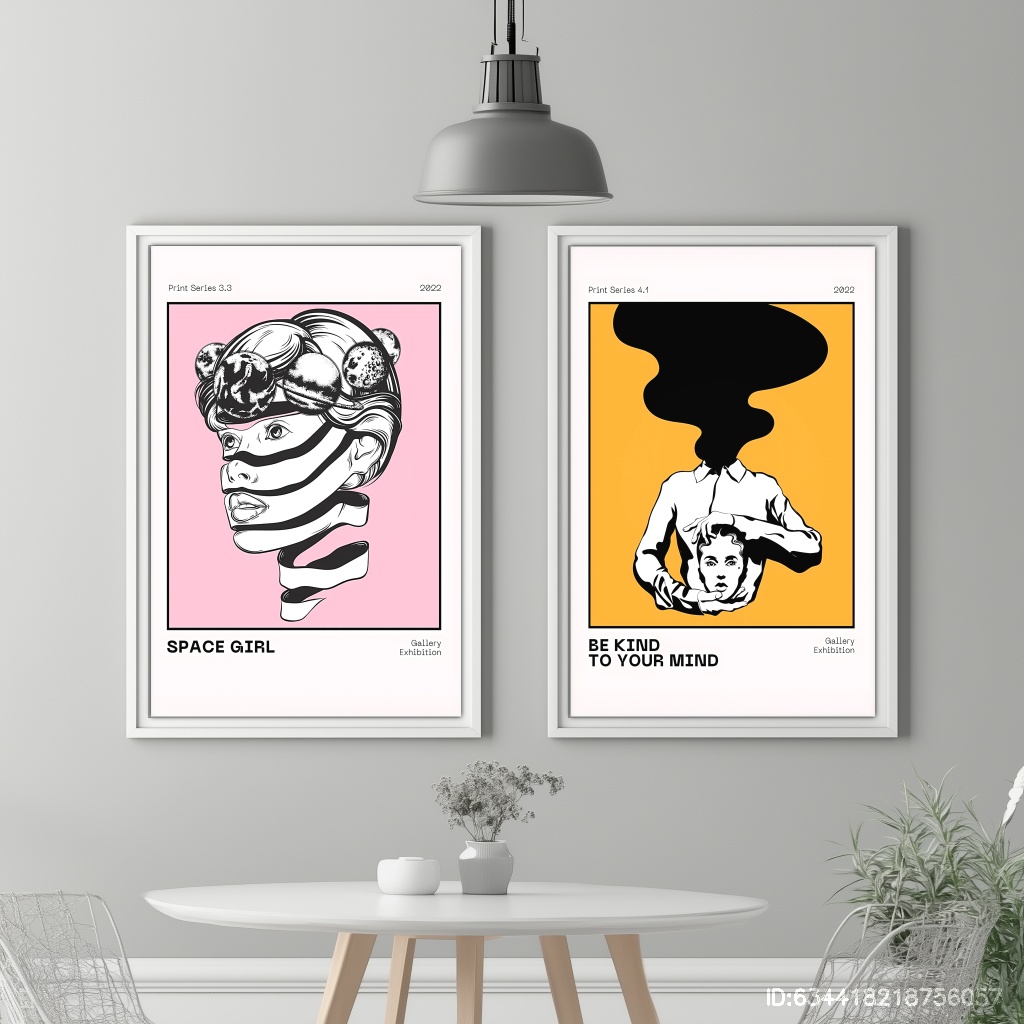 Print Series 3.3
2022
SPACE GIRL
Gallery
Exhibition
Print Series 4.1
2022
BE KIND
TO YOUR MIND
Gallery
Exhibition
ID:634418218756057